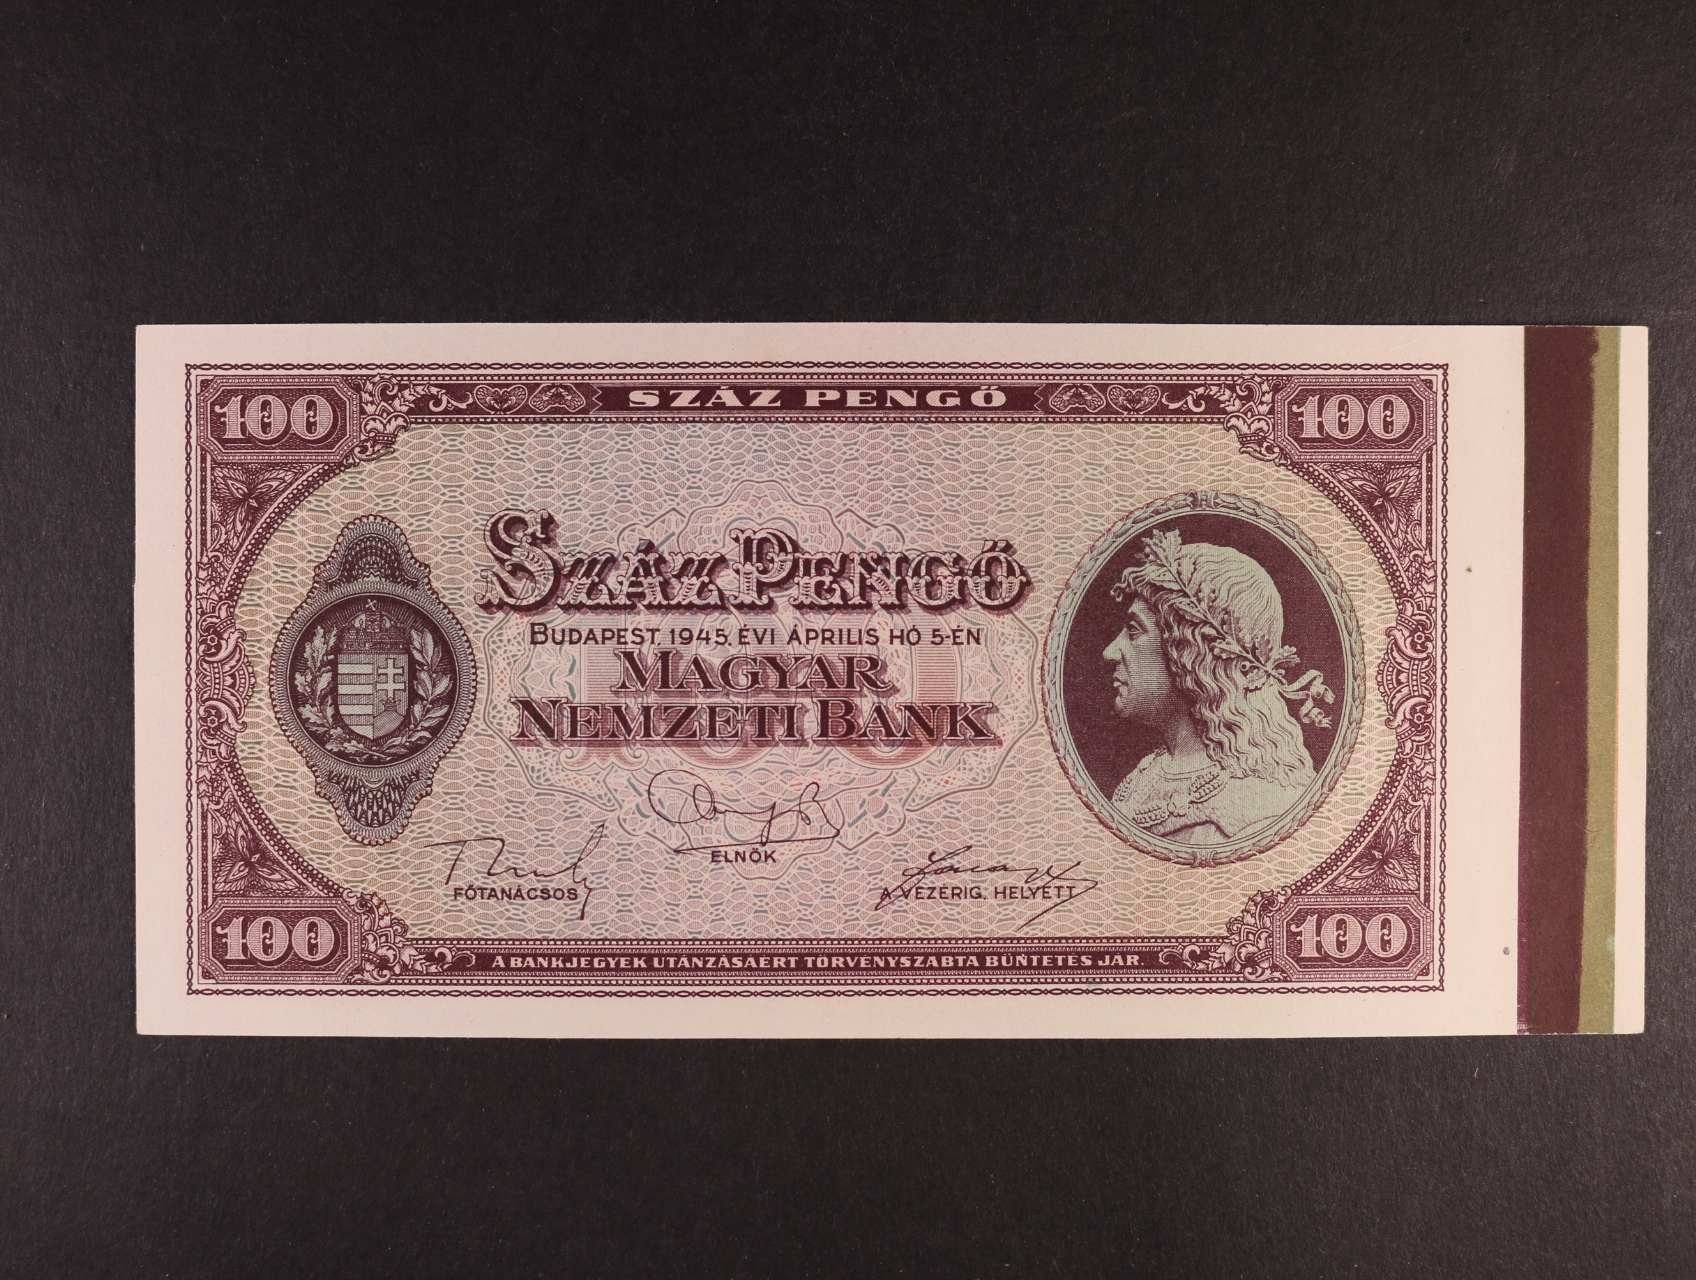 100 SZÁZ PENGŐ 100
SZÁZ PENGŐ
BUDAPEST, 1945. ÉVI ÁPRILIS HÓ 5-ÉN
MAGYAR
NEMZETI BANK
ELNÖK
FŐTANÁCSOS
A VEZÉRIG. HELYETT
100 100
A BANKJEGYEK UTÁNZÁSÁÉRT TÖRVÉNYSZABTA BÜNTETÉS JÁR.